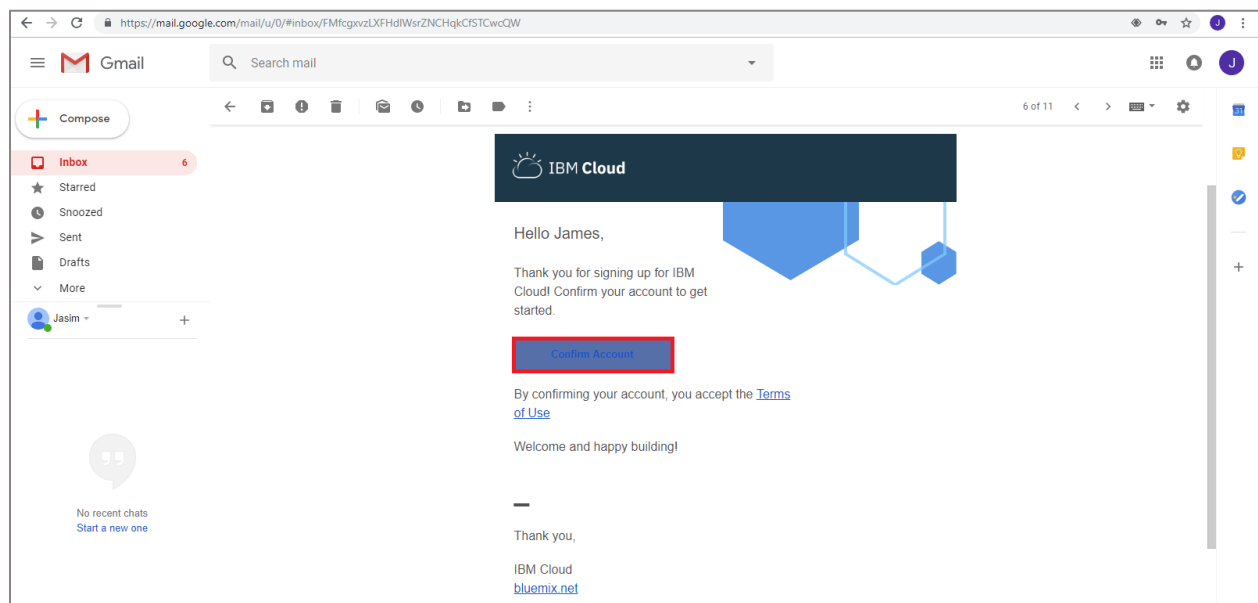 https://mail.google.com/mail/u/0/#inbox/FMfcgxvzLXFHdlWsrZNCHqkCfSTCwcQW
J
Gmail
Search mail
J
Compose
6 of 11
31
Inbox 6
Starred
Snoozed
Sent
Drafts
More
Jasim
No recent chats
Start a new one
IBM Cloud
Hello James,
Thank you for signing up for IBM
Cloud! Confirm your account to get
started.
Confirm Account
By confirming your account, you accept the Terms
of Use
Welcome and happy building!
Thank you,
IBM Cloud
bluemix.net